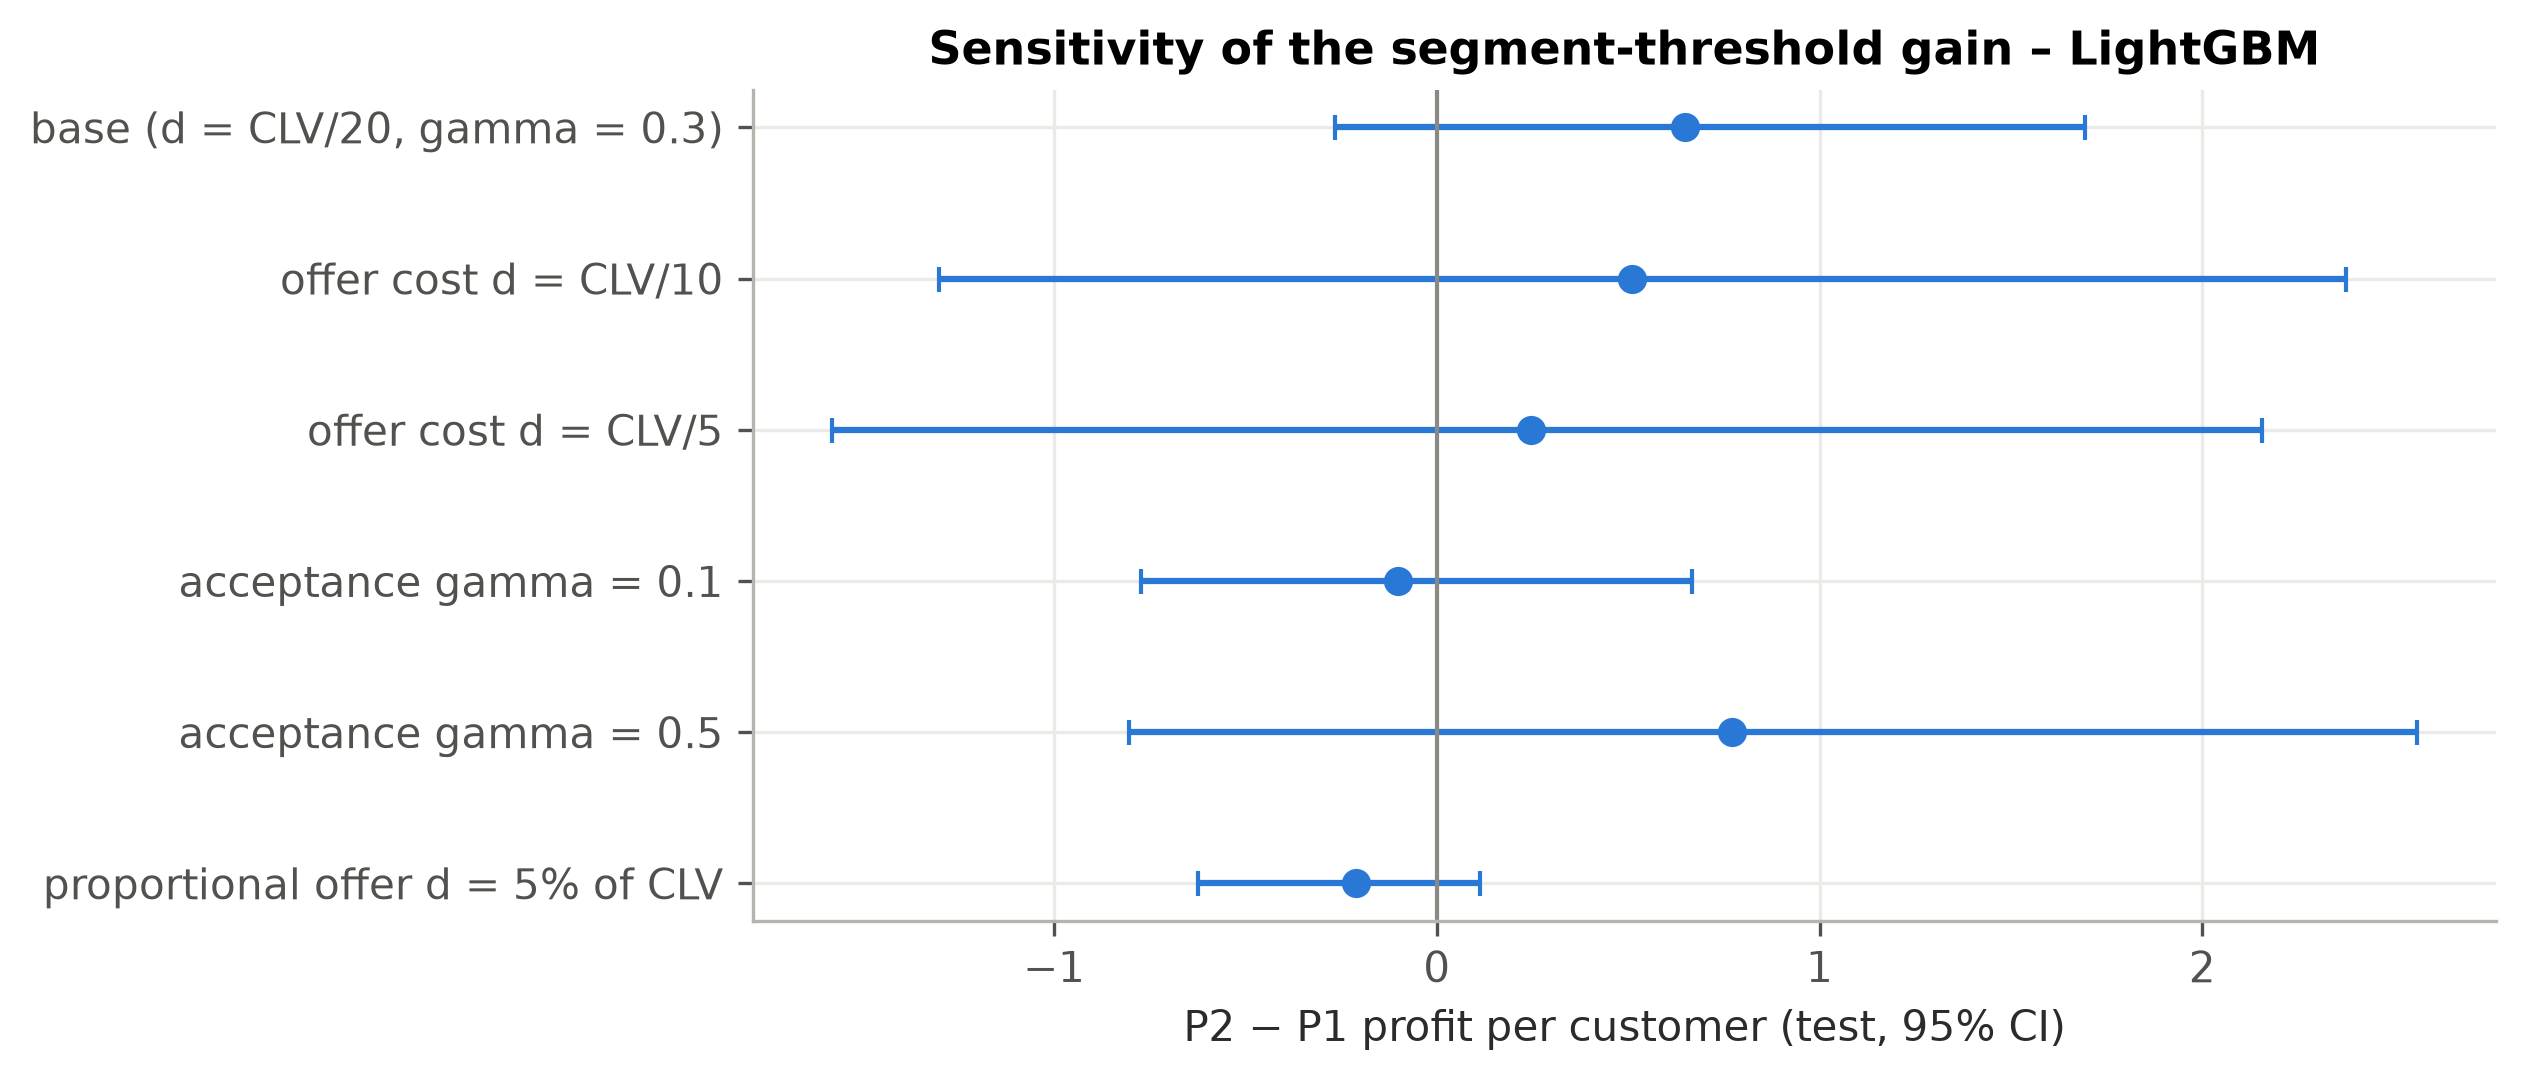 Sensitivity of the segment-threshold gain – LightGBM
base (d = CLV/20, gamma = 0.3)
offer cost d = CLV/10
offer cost d = CLV/5
acceptance gamma = 0.1
acceptance gamma = 0.5
proportional offer d = 5% of CLV
−1 0 1 2
P2 − P1 profit per customer (test, 95% CI)